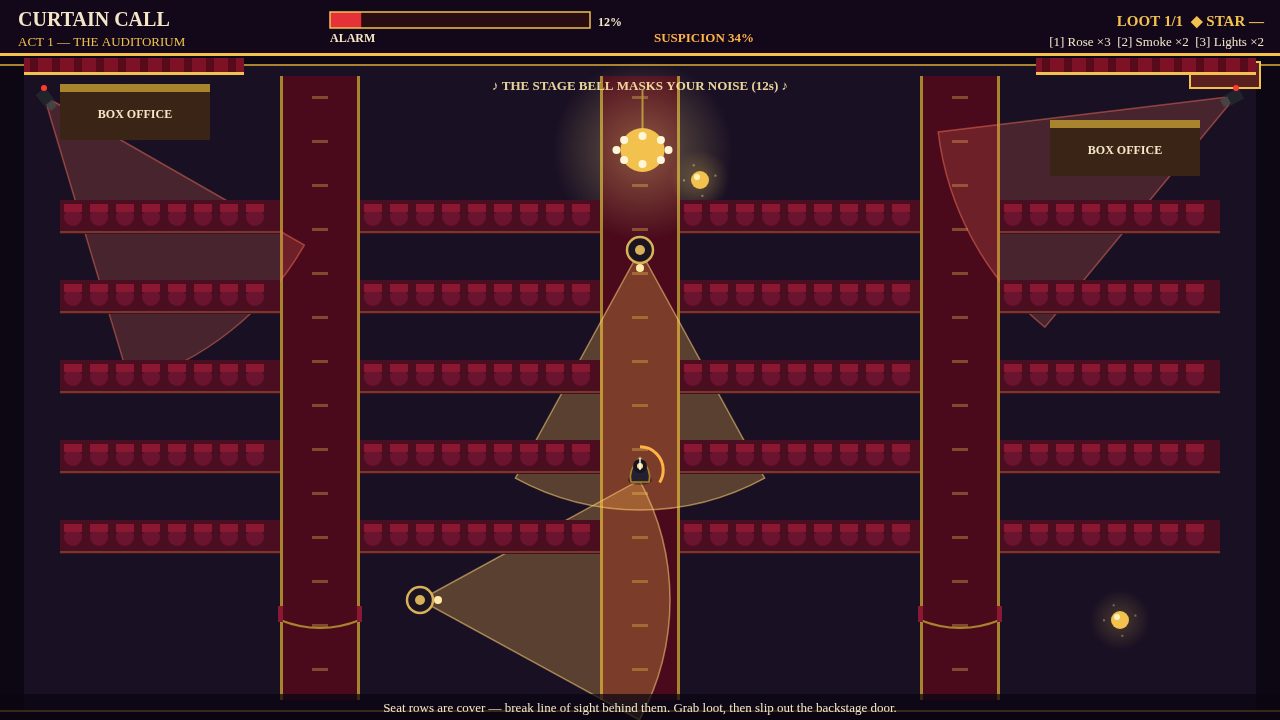 CURTAIN CALL
ACT 1 — THE AUDITORIUM
12%
ALARM
SUSPICION 34%
LOOT 1/1 ◆ STAR —
[1] Rose ×3 [2] Smoke ×2 [3] Lights ×2
♪ THE STAGE BELL MASKS YOUR NOISE (12s) ♪
BOX OFFICE
BOX OFFICE
Seat rows are cover — break line of sight behind them. Grab loot, then slip out the backstage door.